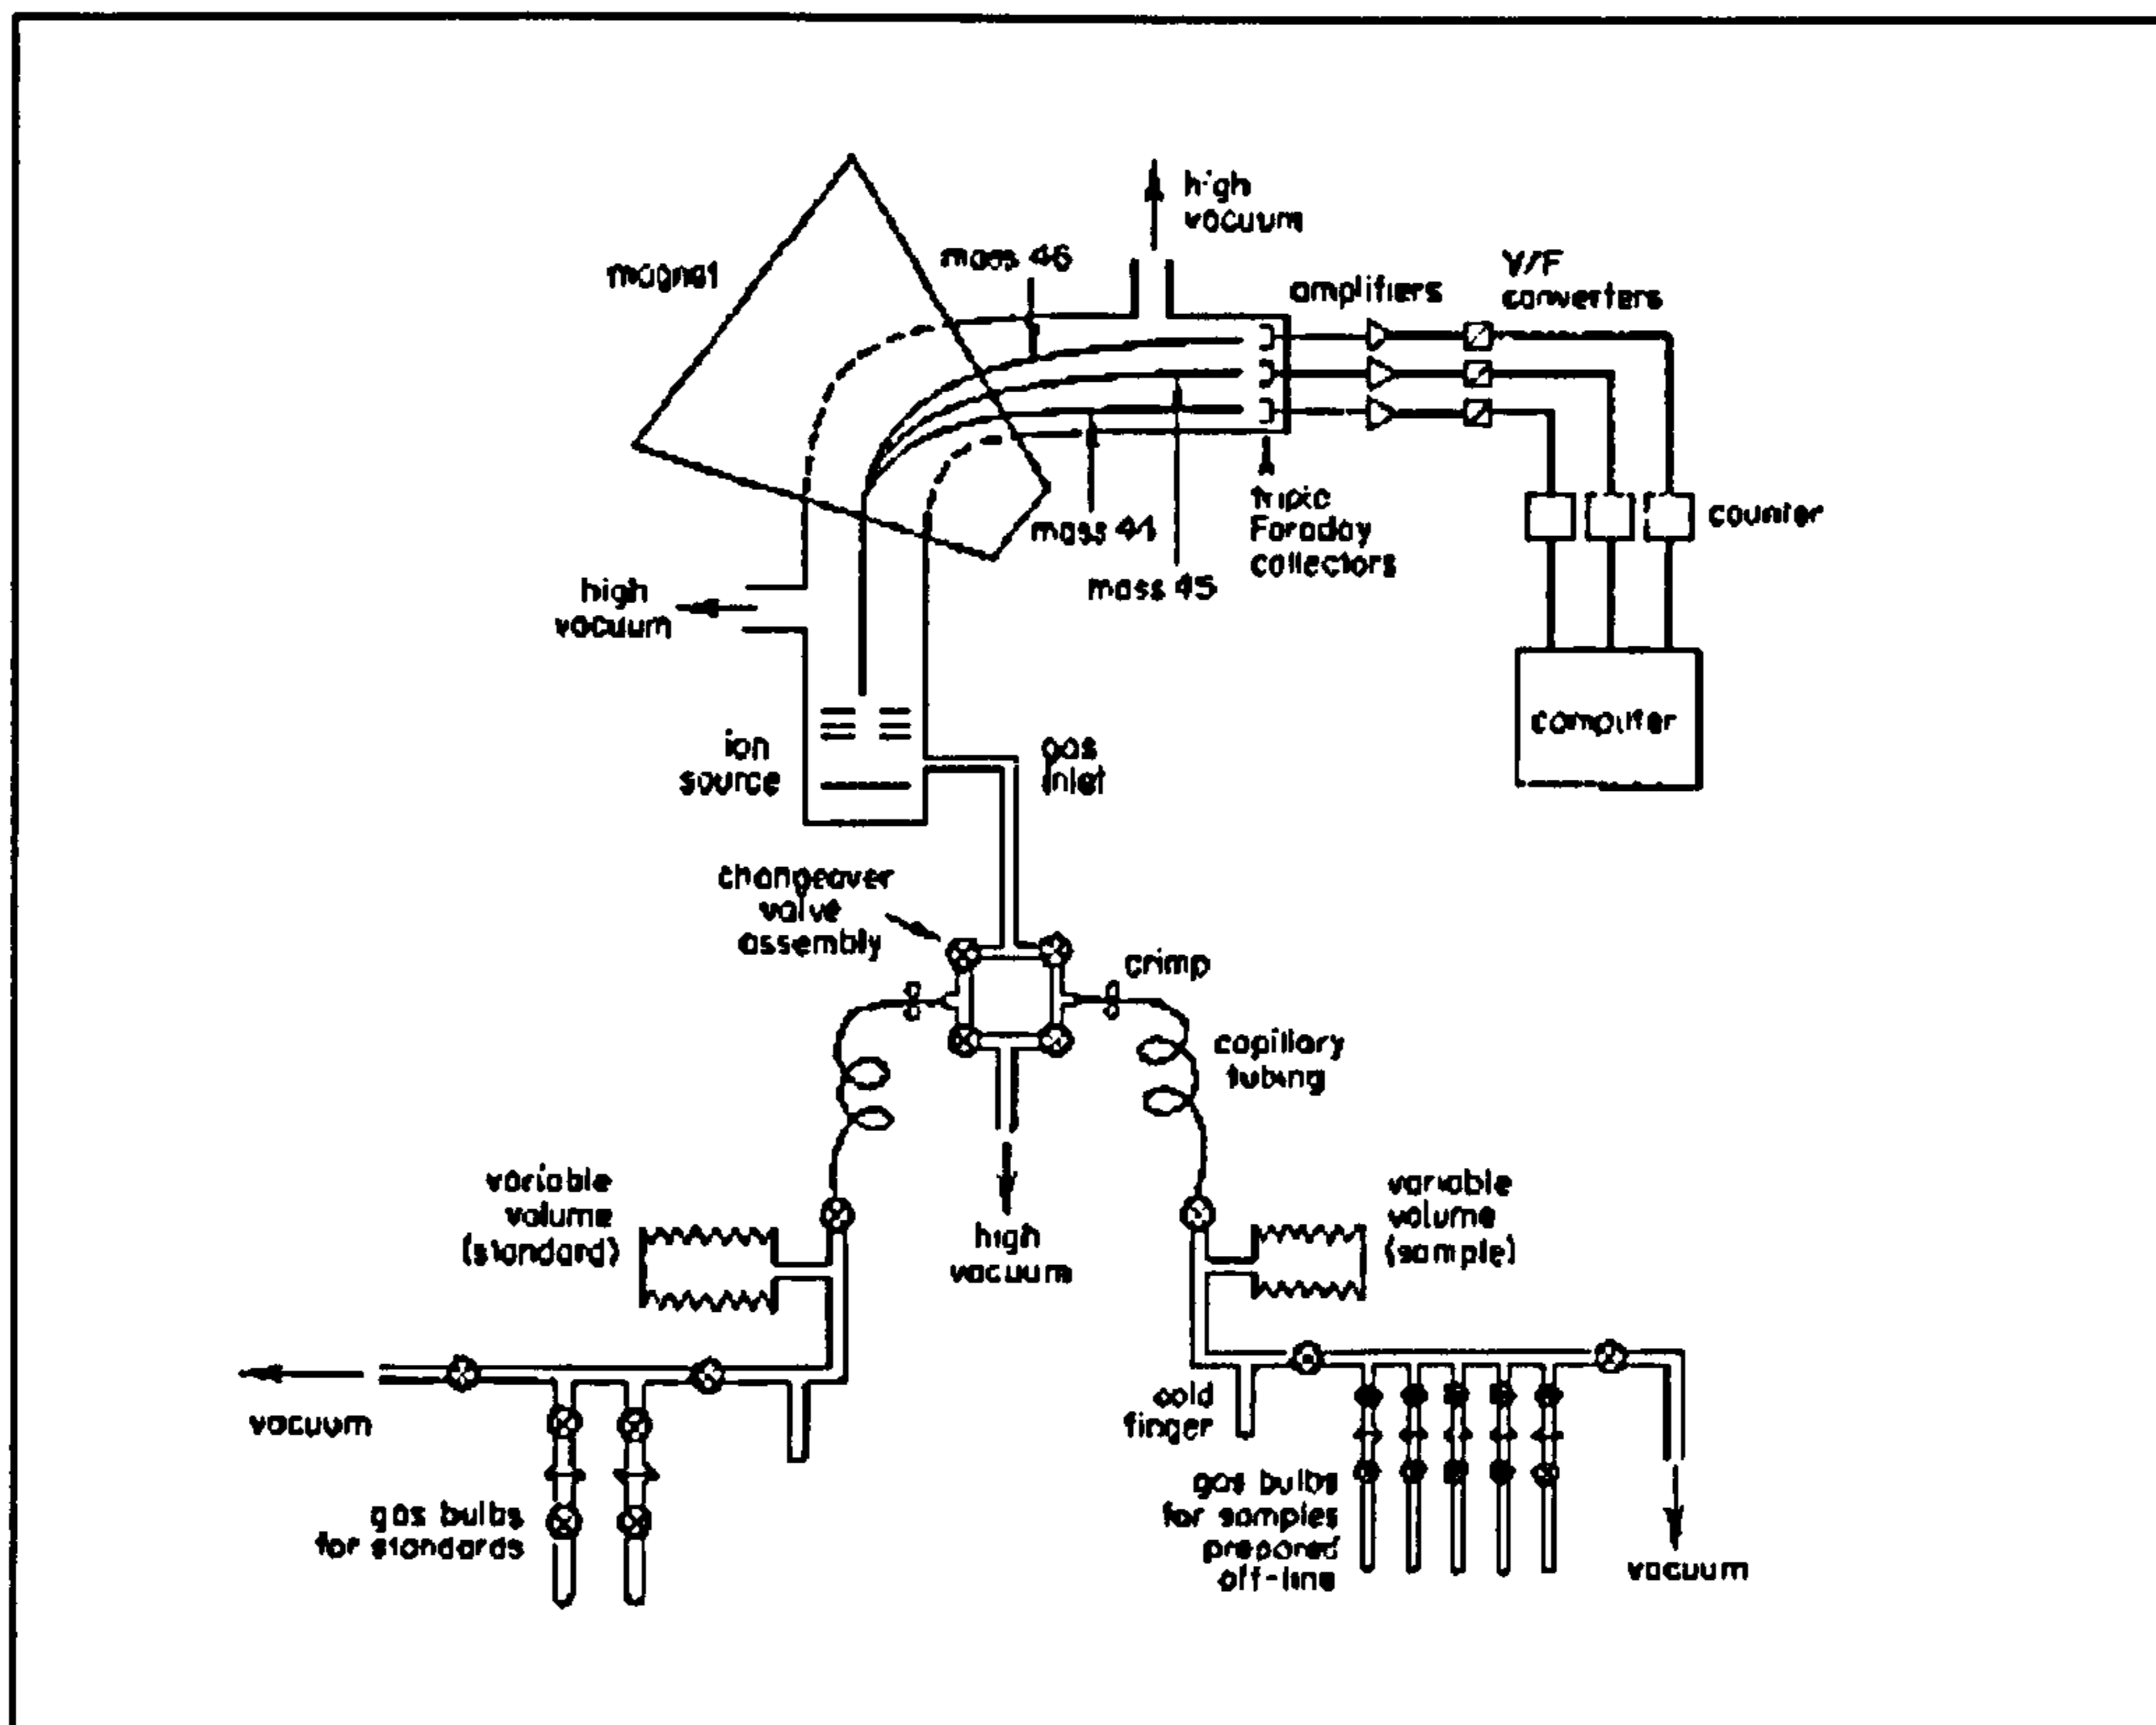 high
vacuum
magnet
mass 46
V/F
converters
amplifiers
mass 44
mass 45
triple
Faraday
collectors
counter
high
vacuum
computer
ion
source
gas
inlet
changeover
valve
assembly
crimp
capillary
tubing
variable
volume
(standard)
high
vacuum
variable
volume
(sample)
vacuum
cold
finger
gas bulbs
for standards
gas bulbs
for samples
prepared
off-line
vacuum